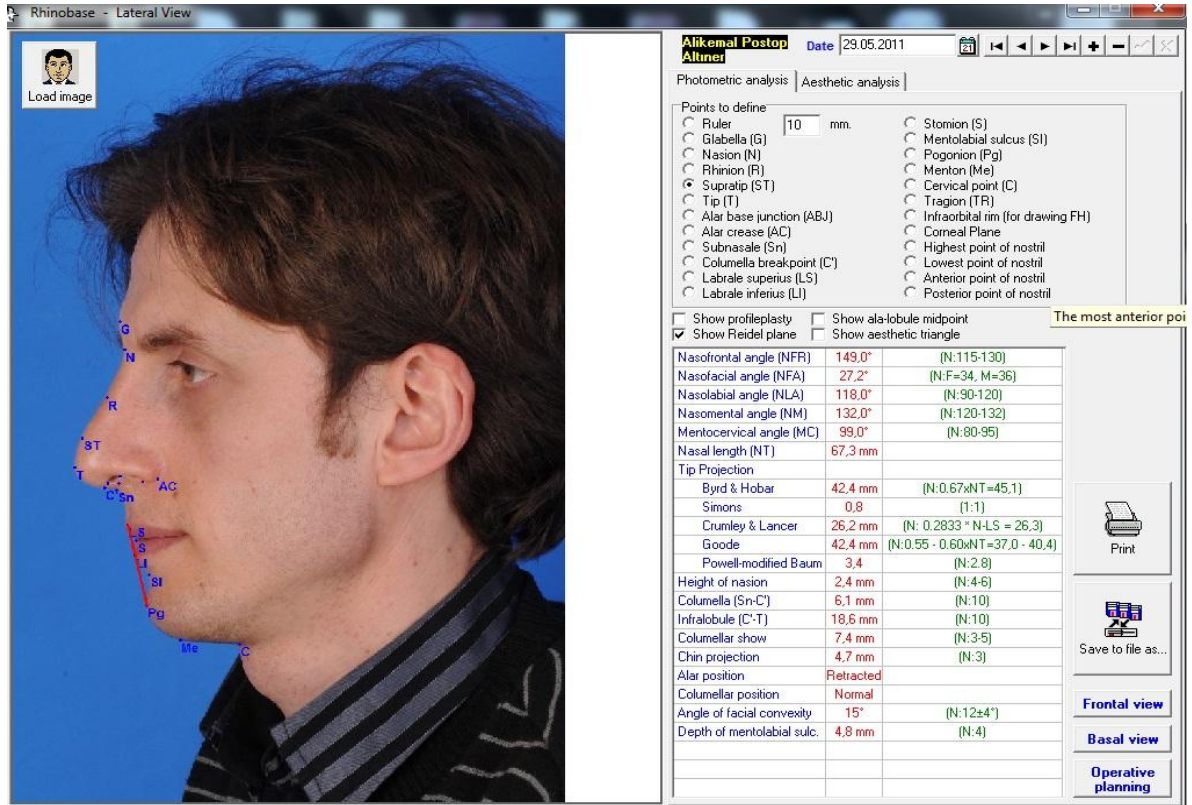 Rhinobase - Lateral View
Load image
G
N
R
ST
T
C'
Sn
AC
S
S
LI
SI
Pg
Me
C
Alikemal Postop
Altıner
Date 29.05.2011
21
Photometric analysis
Aesthetic analysis
Points to define
Ruler 10 mm.
Glabella (G)
Nasion (N)
Rhinion (R)
Supratip (ST)
Tip (T)
Alar base junction (ABJ)
Alar crease (AC)
Subnasale (Sn)
Columella breakpoint (C')
Labrale superius (LS)
Labrale inferius (LI)
Stomion (S)
Mentolabial sulcus (SI)
Pogonion (Pg)
Menton (Me)
Cervical point (C)
Tragion (TR)
Infraorbital rim (for drawing FH)
Corneal Plane
Highest point of nostril
Lowest point of nostril
Anterior point of nostril
Posterior point of nostril
The most anterior poi
Show profileplasty
Show ala-lobule midpoint
Show Reidel plane
Show aesthetic triangle
Nasofrontal angle (NFR) 149,0° (N:115-130)
Nasofacial angle (NFA) 27,2° (N:F=34, M=36)
Nasolabial angle (NLA) 118,0° (N:90-120)
Nasomental angle (NM) 132,0° (N:120-132)
Mentocervical angle (MC) 99,0° (N:80-95)
Nasal length (NT) 67,3 mm
Tip Projection
Byrd & Hobar 42,4 mm (N:0.67xNT=45,1)
Simons 0,8 (1:1)
Crumley & Lancer 26,2 mm (N: 0.2833 * N-LS = 26,3)
Goode 42,4 mm (N:0.55 - 0.60xNT=37,0 - 40,4)
Powell-modified Baum 3,4 (N:2.8)
Height of nasion 2,4 mm (N:4-6)
Columella (Sn-C') 6,1 mm (N:10)
Infralobule (C'-T) 18,6 mm (N:10)
Columellar show 7,4 mm (N:3-5)
Chin projection 4,7 mm (N:3)
Alar position Retracted
Columellar position Normal
Angle of facial convexity 15° (N:12±4°)
Depth of mentolabial sulc. 4,8 mm (N:4)
Print
Save to file as...
Frontal view
Basal view
Operative
planning